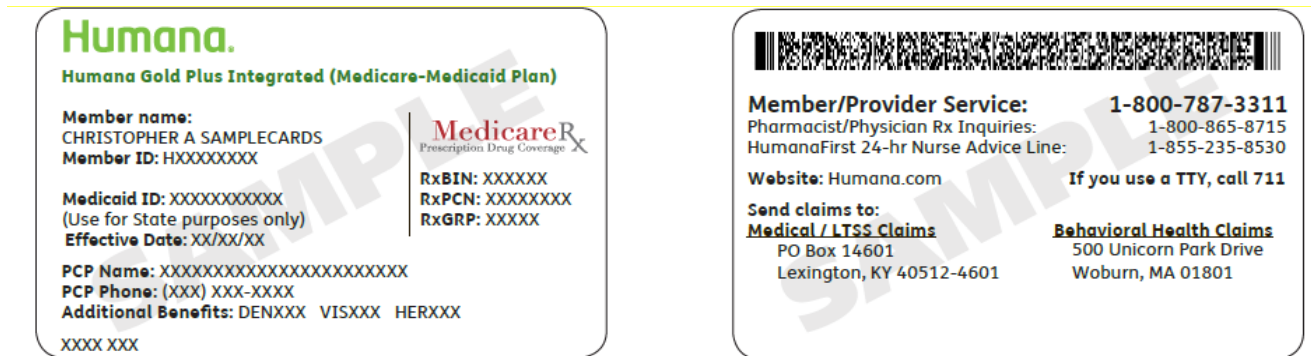 Humana.
Humana Gold Plus Integrated (Medicare-Medicaid Plan)
Member name:
CHRISTOPHER A SAMPLECARDS
Member ID: HXXXXXXXX
Medicaid ID: XXXXXXXXXXX
(Use for State purposes only)
Effective Date: XX/XX/XX
MedicareRx
Prescription Drug Coverage
RxBIN: XXXXXX
RxPCN: XXXXXXXX
RxGRP: XXXXX
PCP Name: XXXXXXXXXXXXXXXXXXXXXXX
PCP Phone: (XXX) XXX-XXXX
Additional Benefits: DENXXX VISXXX HERXXX
XXXX XXX
SAMPLE
Member/Provider Service: 1-800-787-3311
Pharmacist/Physician Rx Inquiries: 1-800-865-8715
HumanaFirst 24-hr Nurse Advice Line: 1-855-235-8530
Website: Humana.com If you use a TTY, call 711
Send claims to:
Medical / LTSS Claims
PO Box 14601
Lexington, KY 40512-4601
Behavioral Health Claims
500 Unicorn Park Drive
Woburn, MA 01801
SAMPLE